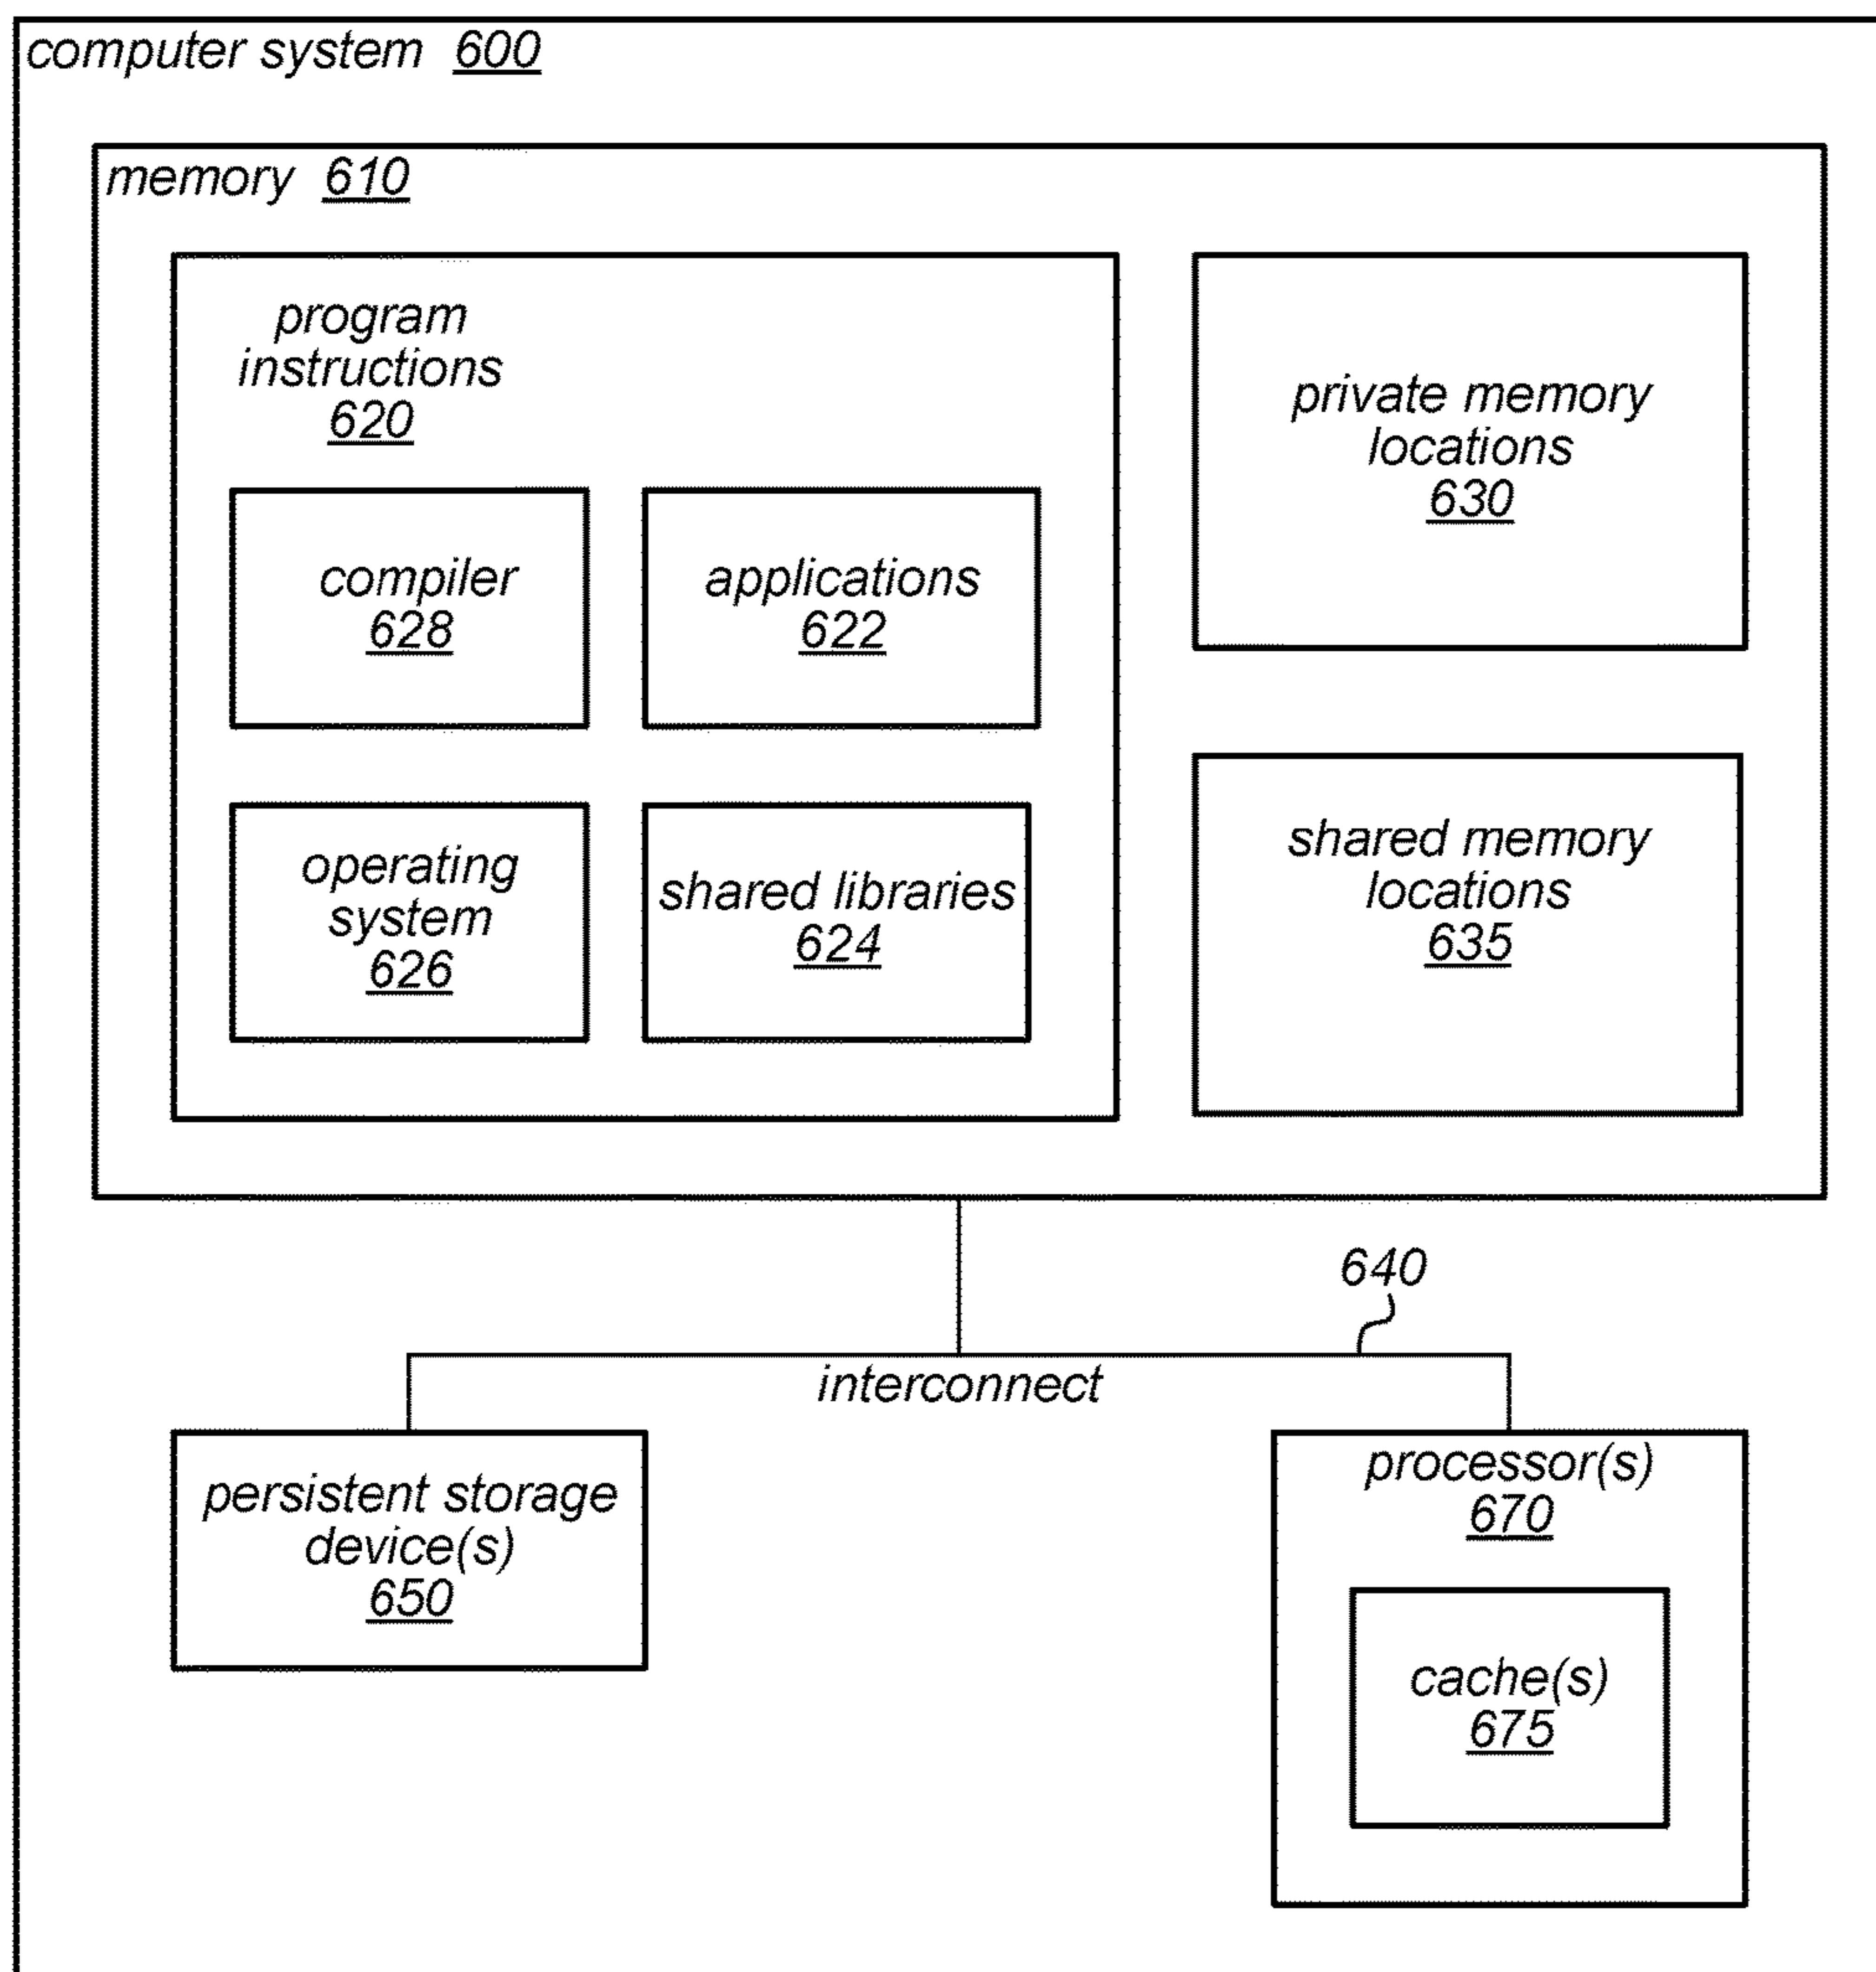 computer system 600
memory 610
program
instructions
620
compiler
628
applications
622
operating
system
626
shared libraries
624
private memory
locations
630
shared memory
locations
635
640
interconnect
persistent storage
device(s)
650
processor(s)
670
cache(s)
675